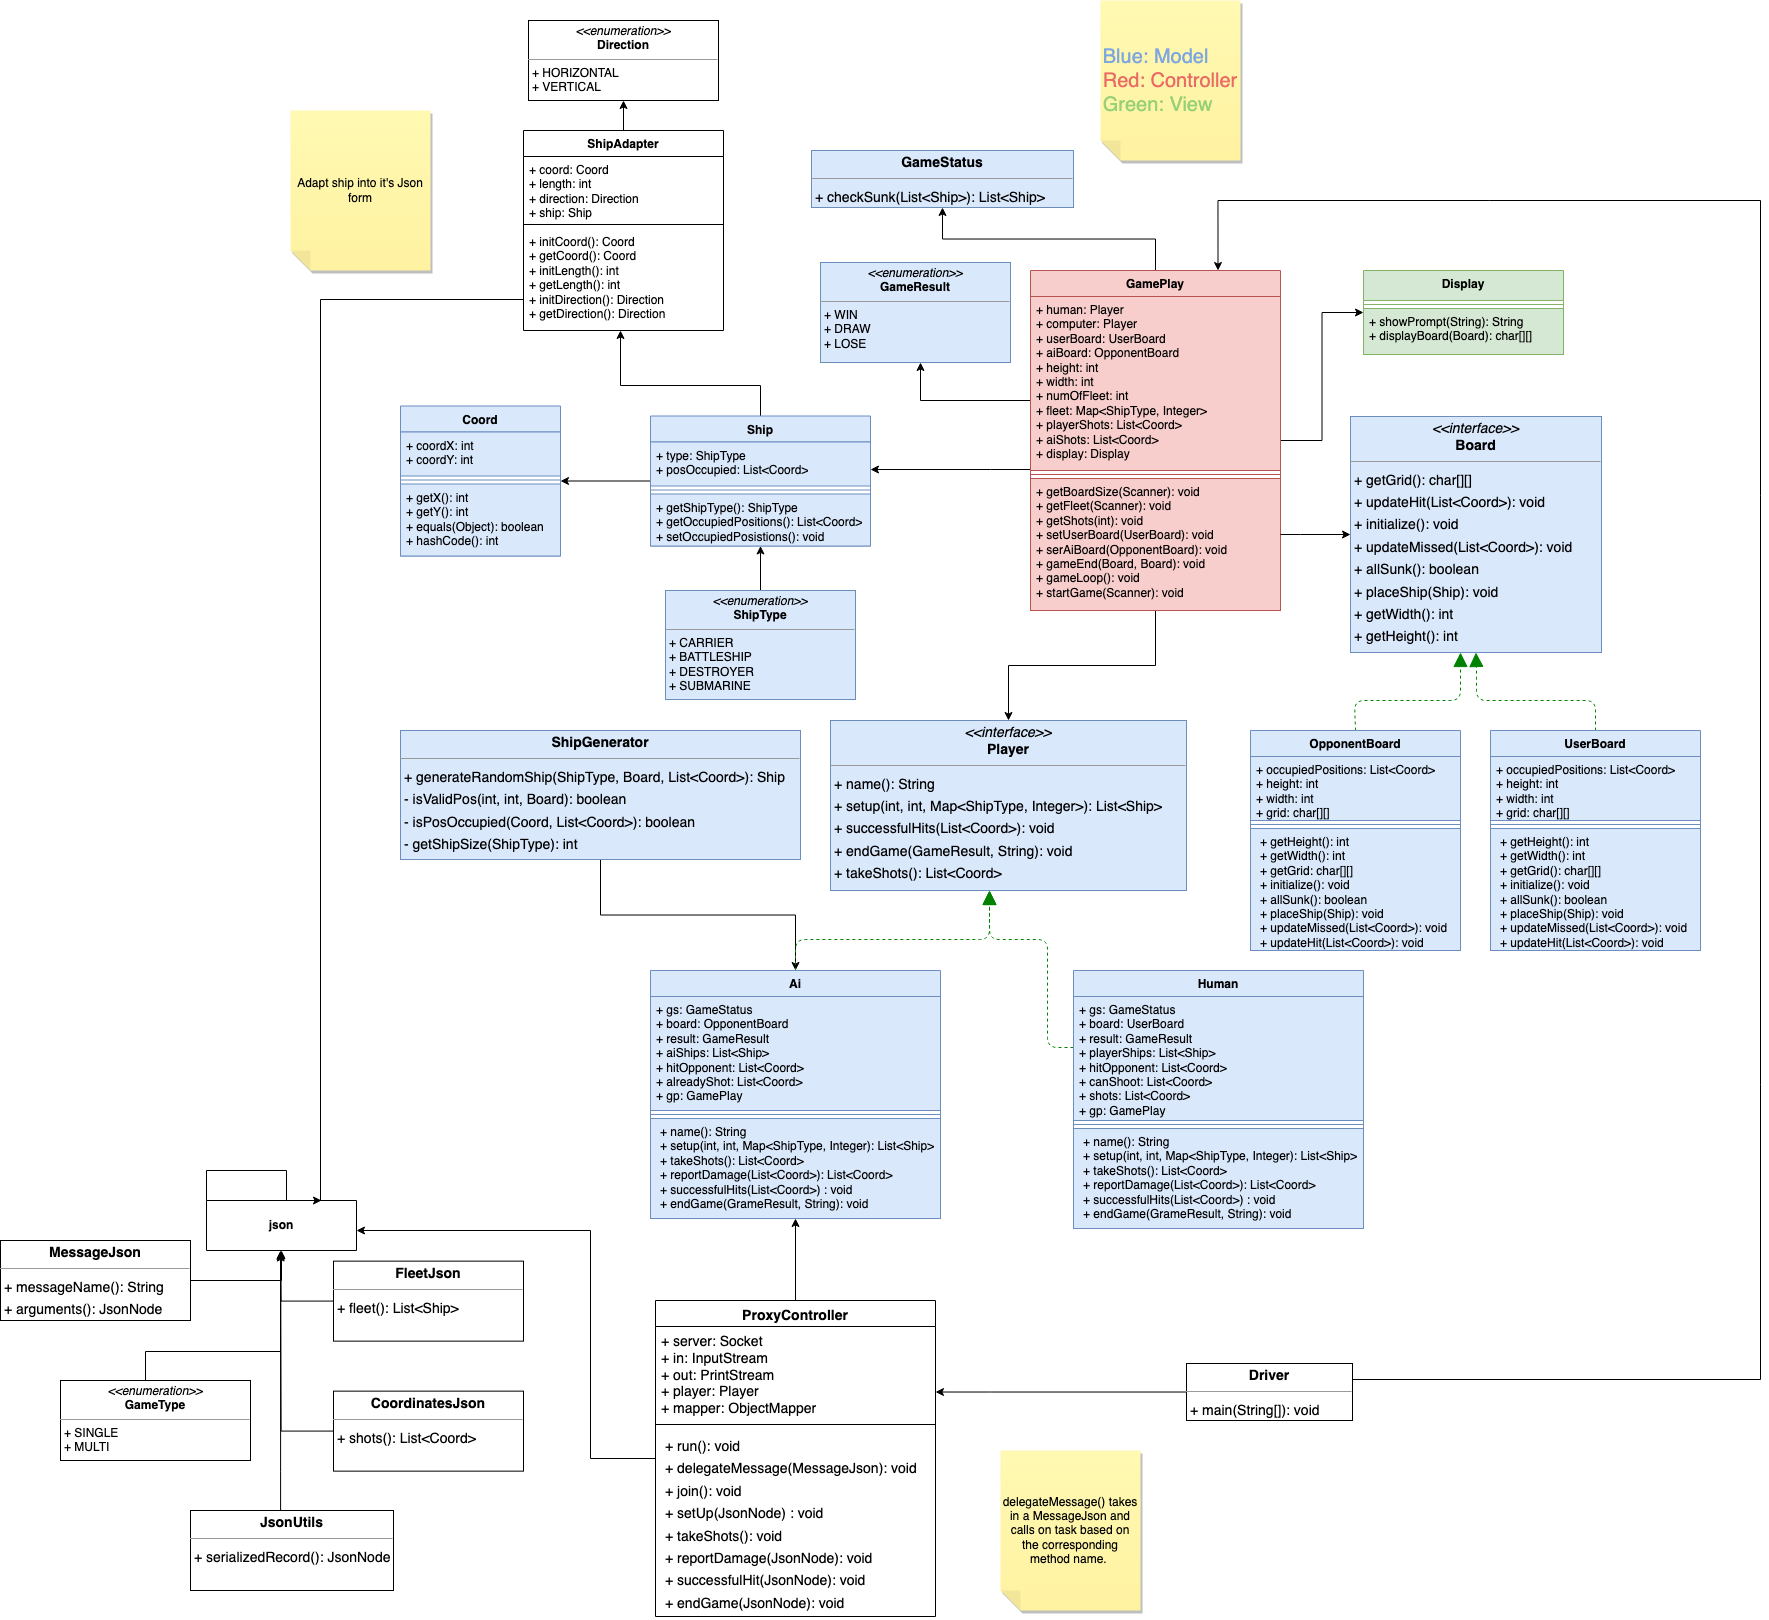 <<enumeration>>
Direction
+ HORIZONTAL
+ VERTICAL
Blue: Model
Red: Controller
Green: View
Adapt ship into it's Json
form
ShipAdapter
+ coord: Coord
+ length: int
+ direction: Direction
+ ship: Ship
+ initCoord(): Coord
+ getCoord(): Coord
+ initLength(): int
+ getLength(): int
+ initDirection(): Direction
+ getDirection(): Direction
GameStatus
+ checkSunk(List<Ship>): List<Ship>
<<enumeration>>
GameResult
+ WIN
+ DRAW
+ LOSE
GamePlay
+ human: Player
+ computer: Player
+ userBoard: UserBoard
+ aiBoard: OpponentBoard
+ height: int
+ width: int
+ numOfFleet: int
+ fleet: Map<ShipType, Integer>
+ playerShots: List<Coord>
+ aiShots: List<Coord>
+ display: Display
+ getBoardSize(Scanner): void
+ getFleet(Scanner): void
+ getShots(int): void
+ setUserBoard(UserBoard): void
+ serAiBoard(OpponentBoard): void
+ gameEnd(Board, Board): void
+ gameLoop(): void
+ startGame(Scanner): void
Display
+ showPrompt(String): String
+ displayBoard(Board): char[][]
Coord
+ coordX: int
+ coordY: int
+ getX(): int
+ getY(): int
+ equals(Object): boolean
+ hashCode(): int
Ship
+ type: ShipType
+ posOccupied: List<Coord>
+ getShipType(): ShipType
+ getOccupiedPositions(): List<Coord>
+ setOccupiedPosistions(): void
<<interface>>
Board
+ getGrid(): char[][]
+ updateHit(List<Coord>): void
+ initialize(): void
+ updateMissed(List<Coord>): void
+ allSunk(): boolean
+ placeShip(Ship): void
+ getWidth(): int
+ getHeight(): int
<<enumeration>>
ShipType
+ CARRIER
+ BATTLESHIP
+ DESTROYER
+ SUBMARINE
ShipGenerator
+ generateRandomShip(ShipType, Board, List<Coord>): Ship
- isValidPos(int, int, Board): boolean
- isPosOccupied(Coord, List<Coord>): boolean
- getShipSize(ShipType): int
<<interface>>
Player
+ name(): String
+ setup(int, int, Map<ShipType, Integer>): List<Ship>
+ successfulHits(List<Coord>): void
+ endGame(GameResult, String): void
+ takeShots(): List<Coord>
OpponentBoard
+ occupiedPositions: List<Coord>
+ height: int
+ width: int
+ grid: char[][]
+ getHeight(): int
+ getWidth(): int
+ getGrid: char[][]
+ initialize(): void
+ allSunk(): boolean
+ placeShip(Ship): void
+ updateMissed(List<Coord>): void
+ updateHit(List<Coord>): void
UserBoard
+ occupiedPositions: List<Coord>
+ height: int
+ width: int
+ grid: char[][]
+ getHeight(): int
+ getWidth(): int
+ getGrid(): char[][]
+ initialize(): void
+ allSunk(): boolean
+ placeShip(Ship): void
+ updateMissed(List<Coord>): void
+ updateHit(List<Coord>): void
Ai
+ gs: GameStatus
+ board: OpponentBoard
+ result: GameResult
+ aiShips: List<Ship>
+ hitOpponent: List<Coord>
+ alreadyShot: List<Coord>
+ gp: GamePlay
+ name(): String
+ setup(int, int, Map<ShipType, Integer): List<Ship>
+ takeShots(): List<Coord>
+ reportDamage(List<Coord>): List<Coord>
+ successfulHits(List<Coord>) : void
+ endGame(GrameResult, String): void
Human
+ gs: GameStatus
+ board: UserBoard
+ result: GameResult
+ playerShips: List<Ship>
+ hitOpponent: List<Coord>
+ canShoot: List<Coord>
+ shots: List<Coord>
+ gp: GamePlay
+ name(): String
+ setup(int, int, Map<ShipType, Integer): List<Ship>
+ takeShots(): List<Coord>
+ reportDamage(List<Coord>): List<Coord>
+ successfulHits(List<Coord>) : void
+ endGame(GrameResult, String): void
json
MessageJson
+ messageName(): String
+ arguments(): JsonNode
FleetJson
+ fleet(): List<Ship>
<<enumeration>>
GameType
+ SINGLE
+ MULTI
CoordinatesJson
+ shots(): List<Coord>
JsonUtils
+ serializedRecord(): JsonNode
ProxyController
+ server: Socket
+ in: InputStream
+ out: PrintStream
+ player: Player
+ mapper: ObjectMapper
+ run(): void
+ delegateMessage(MessageJson): void
+ join(): void
+ setUp(JsonNode) : void
+ takeShots(): void
+ reportDamage(JsonNode): void
+ successfulHit(JsonNode): void
+ endGame(JsonNode): void
Driver
+ main(String[]): void
delegateMessage() takes
in a MessageJson and
calls on task based on
the corresponding
method name.